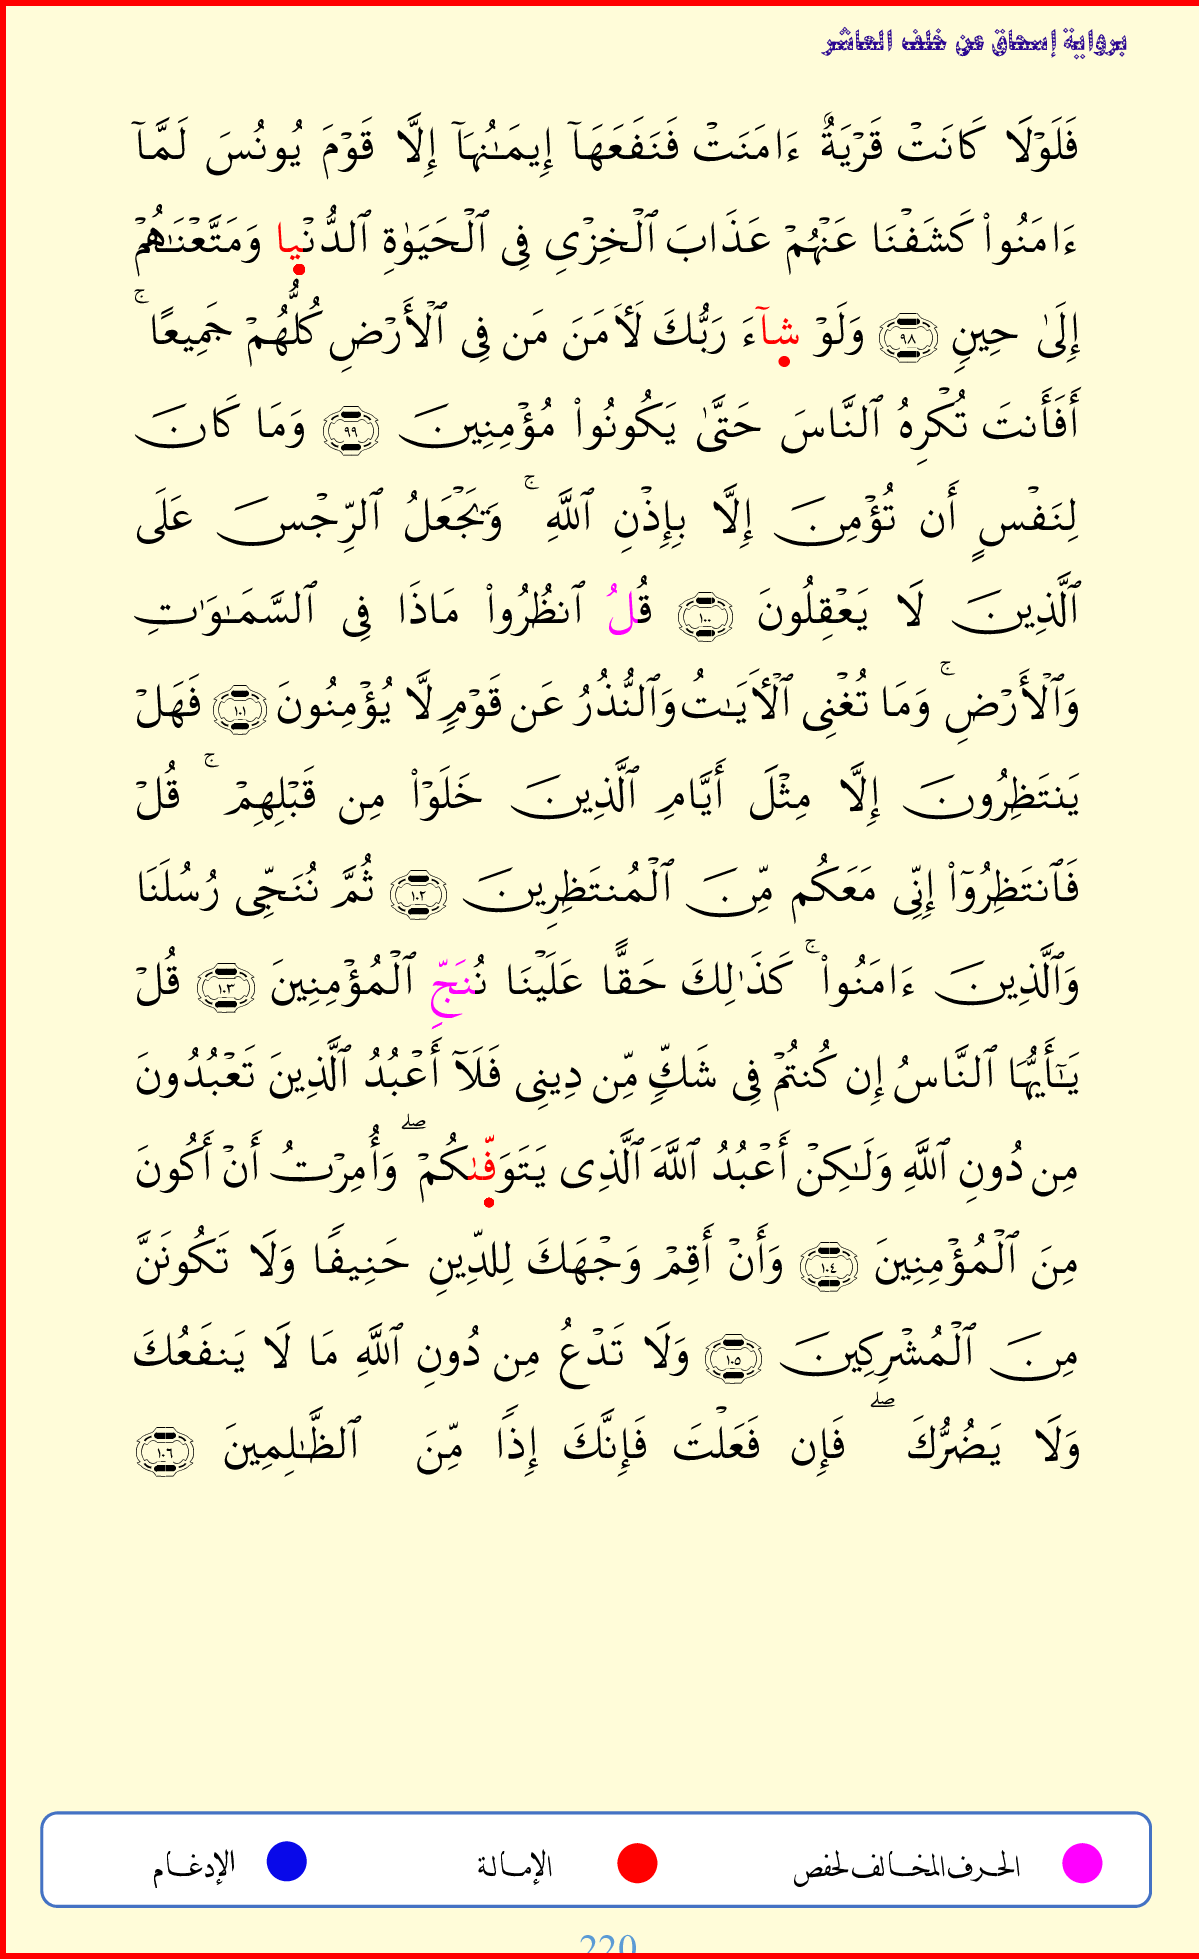 برواية إسحاق عن خلف العاشر
فَلَوۡلَا كَانَتۡ قَرۡيَةٌ ءَامَنَتۡ فَنَفَعَهَآ إِيمَٰنُهَآ إِلَّا قَوۡمَ يُونُسَ لَمَّآ
ءَامَنُواْ كَشَفۡنَا عَنۡهُمۡ عَذَابَ ٱلۡخِزۡيِ فِي ٱلۡحَيَوٰةِ ٱلدُّنۡيا وَمَتَّعۡنَٰهُمۡ
إِلَىٰ حِينٖ ٩٨ وَلَوۡ شآءَ رَبُّكَ لَأٓمَنَ مَن فِي ٱلۡأَرۡضِ كُلُّهُمۡ جَمِيعًاۚ
أَفَأَنتَ تُكۡرِهُ ٱلنَّاسَ حَتَّىٰ يَكُونُواْ مُؤۡمِنِينَ ٩٩ وَمَا كَانَ
لِنَفۡسٍ أَن تُؤۡمِنَ إِلَّا بِإِذۡنِ ٱللَّهِۚ وَيَجۡعَلُ ٱلرِّجۡسَ عَلَى
ٱلَّذِينَ لَا يَعۡقِلُونَ ١٠٠ قُلُ ٱنظُرُواْ مَاذَا فِي ٱلسَّمَٰوَٰتِ
وَٱلۡأَرۡضِۚ وَمَا تُغۡنِي ٱلۡأٓيَٰتُ وَٱلنُّذُرُ عَن قَوۡمٖ لَّا يُؤۡمِنُونَ ١٠١ فَهَلۡ
يَنتَظِرُونَ إِلَّا مِثۡلَ أَيَّامِ ٱلَّذِينَ خَلَوۡاْ مِن قَبۡلِهِمۡۚ قُلۡ
فَٱنتَظِرُوٓاْ إِنِّي مَعَكُم مِّنَ ٱلۡمُنتَظِرِينَ ١٠٢ ثُمَّ نُنَجِّي رُسُلَنَا
وَٱلَّذِينَ ءَامَنُواْۚ كَذَٰلِكَ حَقًّا عَلَيۡنَا نُنَجِّ ٱلۡمُؤۡمِنِينَ ١٠٣ قُلۡ
يَٰٓأَيُّهَا ٱلنَّاسُ إِن كُنتُمۡ فِي شَكّٖ مِّن دِينِي فَلَآ أَعۡبُدُ ٱلَّذِينَ تَعۡبُدُونَ
مِن دُونِ ٱللَّهِ وَلَٰكِنۡ أَعۡبُدُ ٱللَّهَ ٱلَّذِي يَتَوَفّىٰكُمۡۖ وَأُمِرۡتُ أَنۡ أَكُونَ
مِنَ ٱلۡمُؤۡمِنِينَ ١٠٤ وَأَنۡ أَقِمۡ وَجۡهَكَ لِلدِّينِ حَنِيفٗا وَلَا تَكُونَنَّ
مِنَ ٱلۡمُشۡرِكِينَ ١٠٥ وَلَا تَدۡعُ مِن دُونِ ٱللَّهِ مَا لَا يَنفَعُكَ
وَلَا يَضُرُّكَۖ فَإِن فَعَلۡتَ فَإِنَّكَ إِذٗا مِّنَ ٱلظَّٰلِمِينَ ١٠٦
الحرف المخالف لحفص الإمالة الإدغام
220